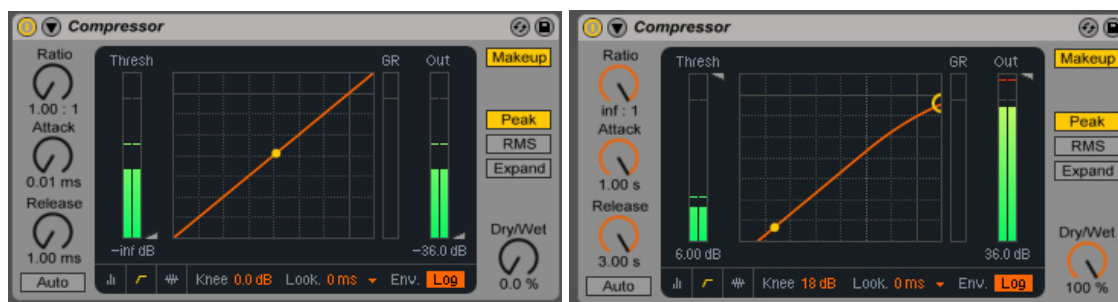 Compressor
Ratio
1.00 : 1
Attack
0.01 ms
Release
1.00 ms
Auto
Thresh
−inf dB
GR
Out
−36.0 dB
Knee 0.0 dB Look. 0 ms Env. Log
Makeup
Peak
RMS
Expand
Dry/Wet
0.0 %
Compressor
Ratio
inf : 1
Attack
1.00 s
Release
3.00 s
Auto
Thresh
6.00 dB
GR
Out
36.0 dB
Knee 18 dB Look. 0 ms Env. Log
Makeup
Peak
RMS
Expand
Dry/Wet
100 %